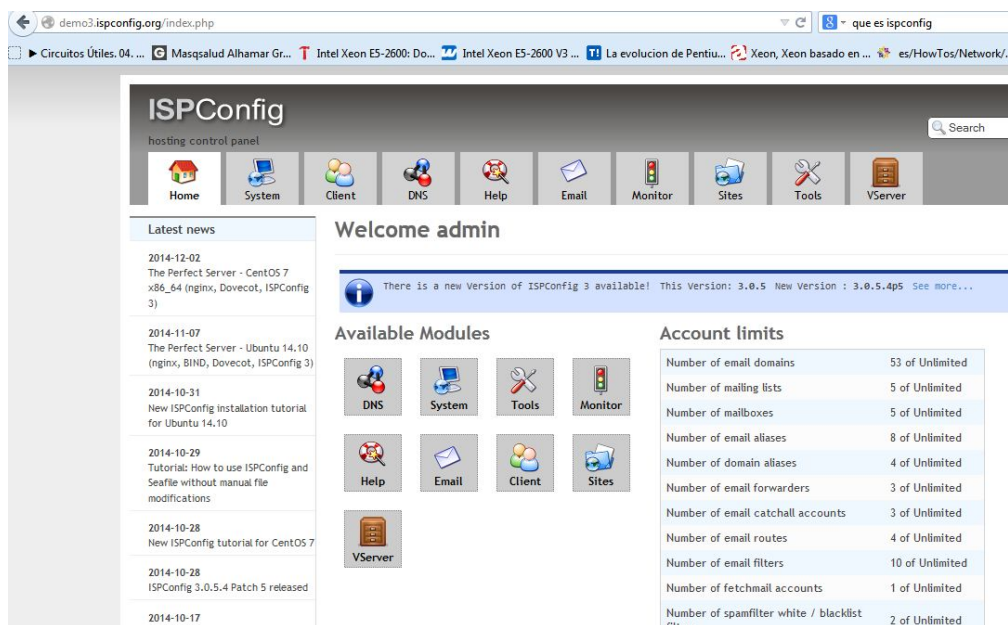 demo3.ispconfig.org/index.php
que es ispconfig
Circuitos Útiles. 04. ...
Masqsalud Alhamar Gr...
Intel Xeon E5-2600: Do...
Intel Xeon E5-2600 V3 ...
La evolucion de Pentiu...
Xeon, Xeon basado en ...
es/HowTos/Network/.
ISPConfig
hosting control panel
Search
Home
System
Client
DNS
Help
Email
Monitor
Sites
Tools
VServer
Latest news
2014-12-02
The Perfect Server - CentOS 7
x86_64 (nginx, Dovecot, ISPConfig
3)
2014-11-07
The Perfect Server - Ubuntu 14.10
(nginx, BIND, Dovecot, ISPConfig 3)
2014-10-31
New ISPConfig installation tutorial
for Ubuntu 14.10
2014-10-29
Tutorial: How to use ISPConfig and
Seafile without manual file
modifications
2014-10-28
New ISPConfig tutorial for CentOS 7
2014-10-28
ISPConfig 3.0.5.4 Patch 5 released
2014-10-17
Welcome admin
There is a new Version of ISPConfig 3 available! This Version: 3.0.5 New Version : 3.0.5.4p5 See more...
Available Modules
DNS
System
Tools
Monitor
Help
Email
Client
Sites
VServer
Account limits
Number of email domains 53 of Unlimited
Number of mailing lists 5 of Unlimited
Number of mailboxes 5 of Unlimited
Number of email aliases 8 of Unlimited
Number of domain aliases 4 of Unlimited
Number of email forwarders 3 of Unlimited
Number of email catchall accounts 3 of Unlimited
Number of email routes 4 of Unlimited
Number of email filters 10 of Unlimited
Number of fetchmail accounts 1 of Unlimited
Number of spamfilter white / blacklist
2 of Unlimited